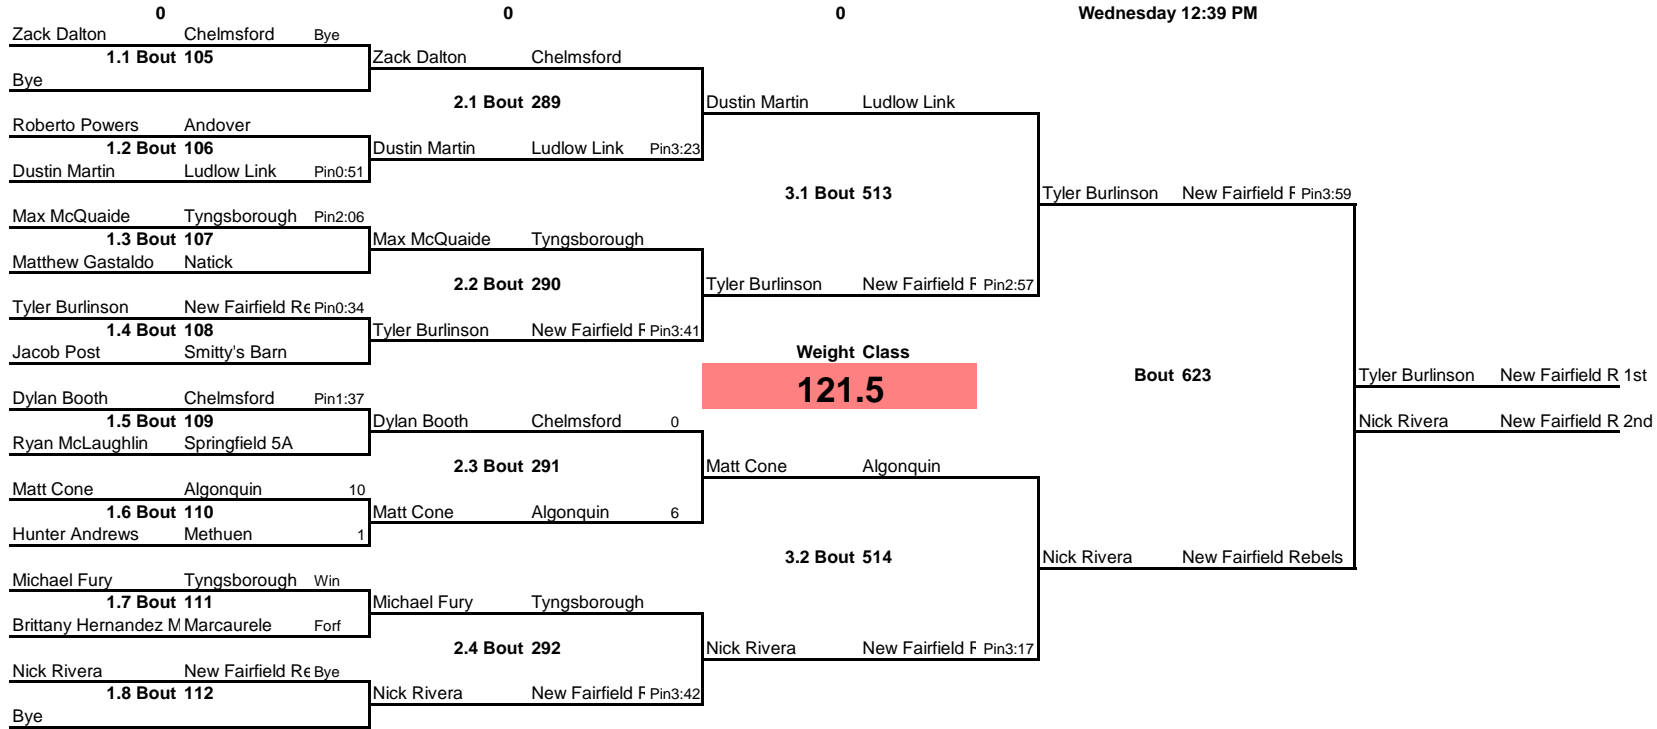 0 0 0 Wednesday 12:39 PM
Zack Dalton Chelmsford Bye
1.1 Bout 105 Zack Dalton Chelmsford
Bye
2.1 Bout 289 Dustin Martin Ludlow Link
Roberto Powers Andover
1.2 Bout 106 Dustin Martin Ludlow Link Pin3:23
Dustin Martin Ludlow Link Pin0:51
3.1 Bout 513 Tyler Burlinson New Fairfield F Pin3:59
Max McQuaide Tyngsborough Pin2:06
1.3 Bout 107 Max McQuaide Tyngsborough
Matthew Gastaldo Natick
2.2 Bout 290 Tyler Burlinson New Fairfield F Pin2:57
Tyler Burlinson New Fairfield Re Pin0:34
1.4 Bout 108 Tyler Burlinson New Fairfield F Pin3:41
Jacob Post Smitty's Barn Weight Class
121.5 Bout 623 Tyler Burlinson New Fairfield R 1st
Dylan Booth Chelmsford Pin1:37
1.5 Bout 109 Dylan Booth Chelmsford 0 Nick Rivera New Fairfield R 2nd
Ryan McLaughlin Springfield 5A
2.3 Bout 291 Matt Cone Algonquin
Matt Cone Algonquin 10
1.6 Bout 110 Matt Cone Algonquin 6
Hunter Andrews Methuen 1
3.2 Bout 514 Nick Rivera New Fairfield Rebels
Michael Fury Tyngsborough Win
1.7 Bout 111 Michael Fury Tyngsborough
Brittany Hernandez M Marcaurele Forf
2.4 Bout 292 Nick Rivera New Fairfield F Pin3:17
Nick Rivera New Fairfield Re Bye
1.8 Bout 112 Nick Rivera New Fairfield F Pin3:42
Bye